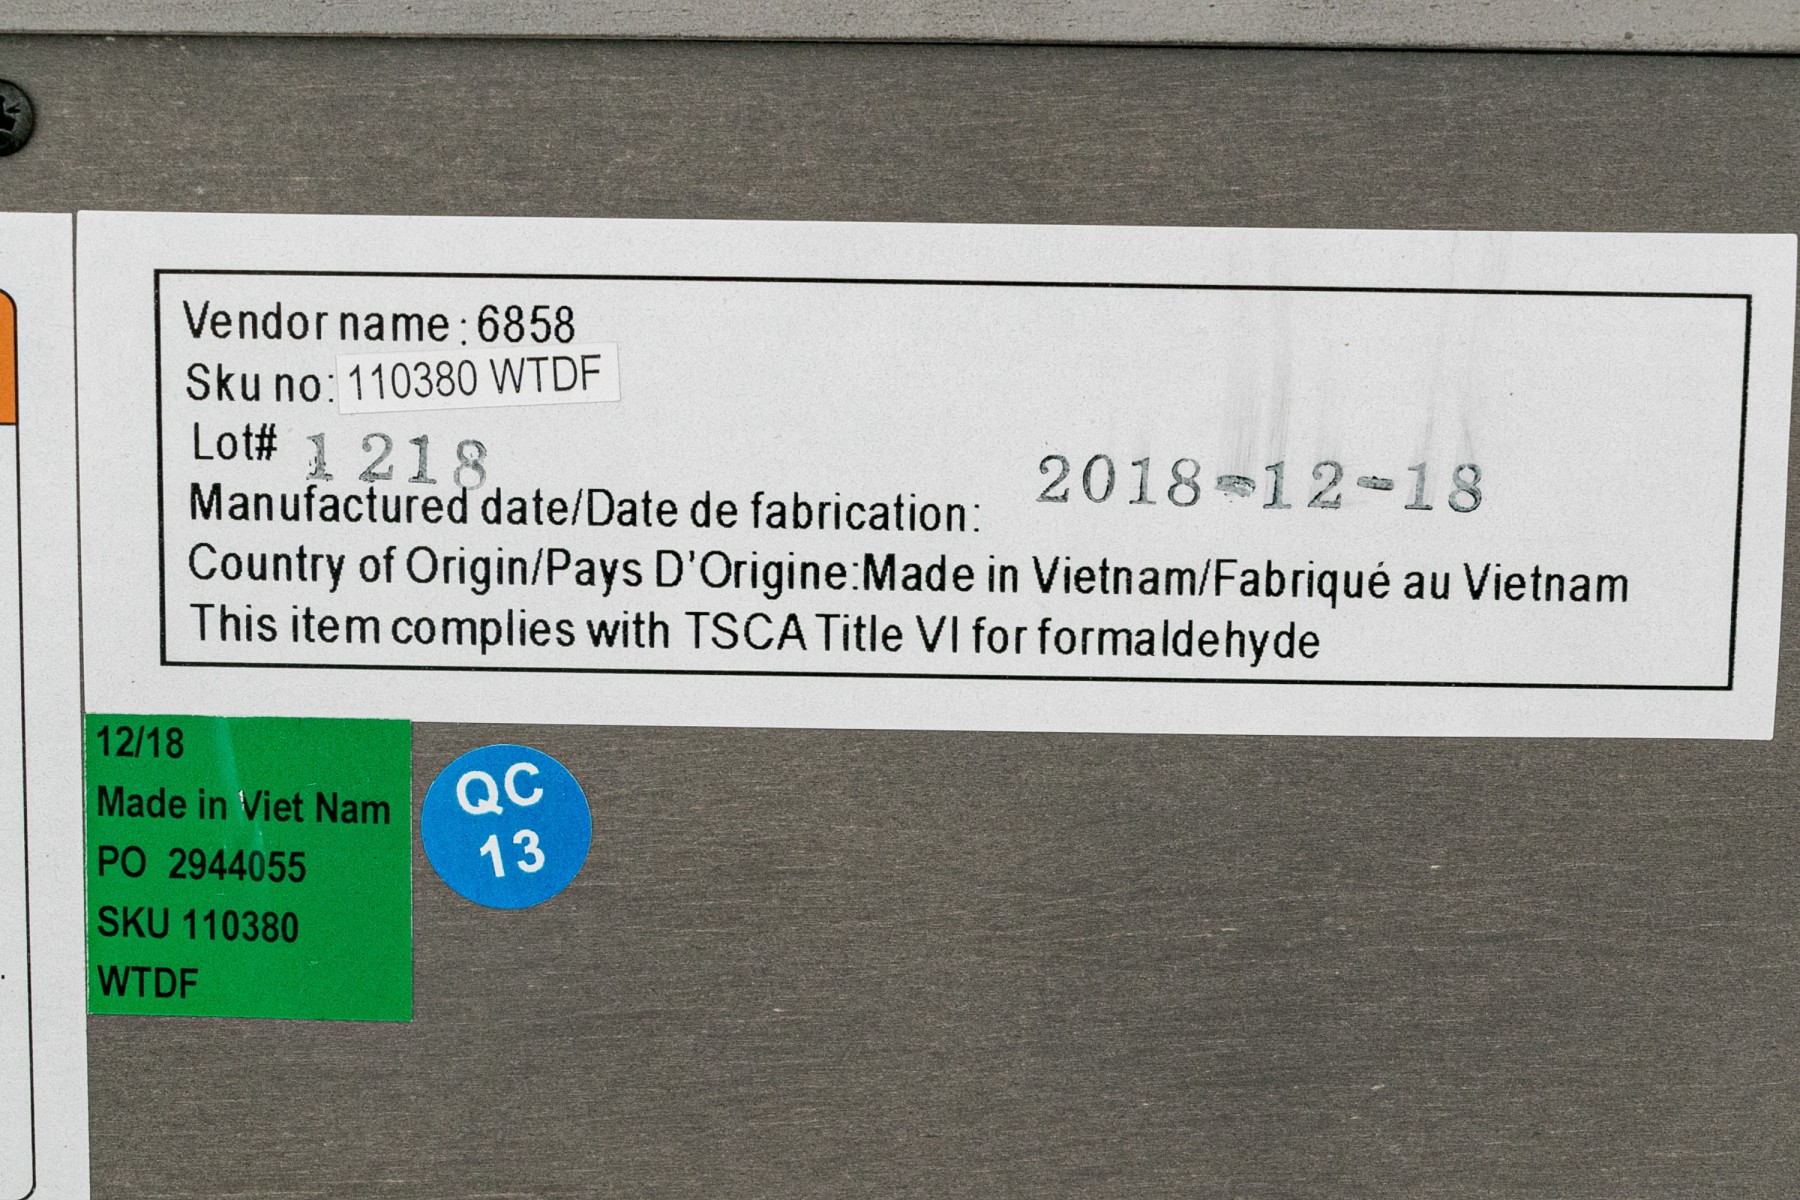 Vendor name : 6858
Sku no: 110380 WTDF
Lot# 1218
Manufactured date/Date de fabrication: 2018-12-18
Country of Origin/Pays D'Origine:Made in Vietnam/Fabriqué au Vietnam
This item complies with TSCA Title VI for formaldehyde
12/18
Made in Viet Nam
PO 2944055
SKU 110380
WTDF
QC
13